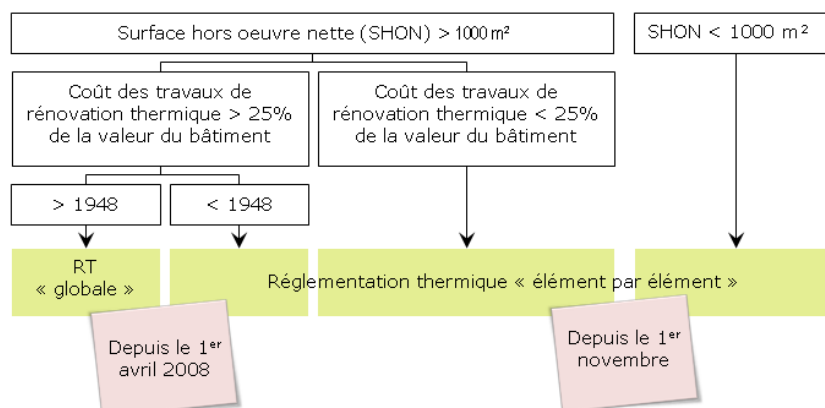 Surface hors oeuvre nette (SHON) > 1000 m²
SHON < 1000 m²
Coût des travaux de
rénovation thermique > 25%
de la valeur du bâtiment
Coût des travaux de
rénovation thermique < 25%
de la valeur du bâtiment
> 1948
< 1948
RT
« globale »
Réglementation thermique « élément par élément »
Depuis le 1er
avril 2008
Depuis le 1er
novembre